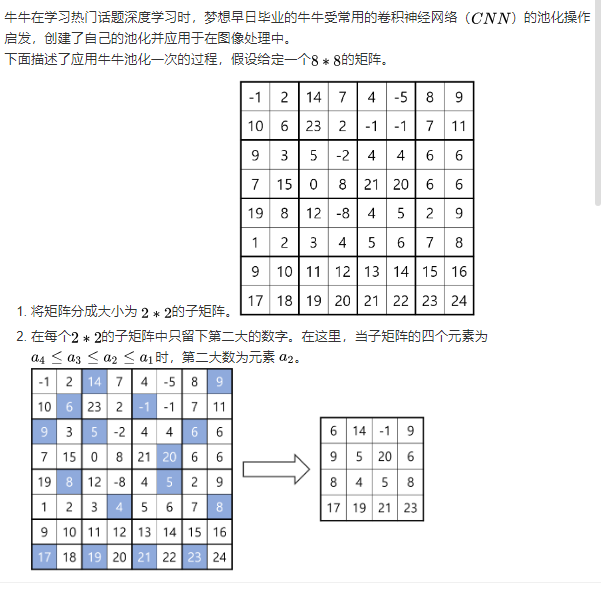 牛牛在学习热门话题深度学习时，梦想早日毕业的牛牛受常用的卷积神经网络（CNN）的池化操作
启发，创建了自己的池化并应用于在图像处理中。
下面描述了应用牛牛池化一次的过程，假设给定一个8 * 8的矩阵。
-1 2 14 7 4 -5 8 9
10 6 23 2 -1 -1 7 11
9 3 5 -2 4 4 6 6
7 15 0 8 21 20 6 6
19 8 12 -8 4 5 2 9
1 2 3 4 5 6 7 8
9 10 11 12 13 14 15 16
17 18 19 20 21 22 23 24
1. 将矩阵分成大小为 2 * 2的子矩阵。
2. 在每个2 * 2的子矩阵中只留下第二大的数字。在这里，当子矩阵的四个元素为
a₄ ≤ a₃ ≤ a₂ ≤ a₁时，第二大数为元素 a₂。
-1 2 14 7 4 -5 8 9
10 6 23 2 -1 -1 7 11
9 3 5 -2 4 4 6 6
7 15 0 8 21 20 6 6
19 8 12 -8 4 5 2 9
1 2 3 4 5 6 7 8
9 10 11 12 13 14 15 16
17 18 19 20 21 22 23 24
6 14 -1 9
9 5 20 6
8 4 5 8
17 19 21 23